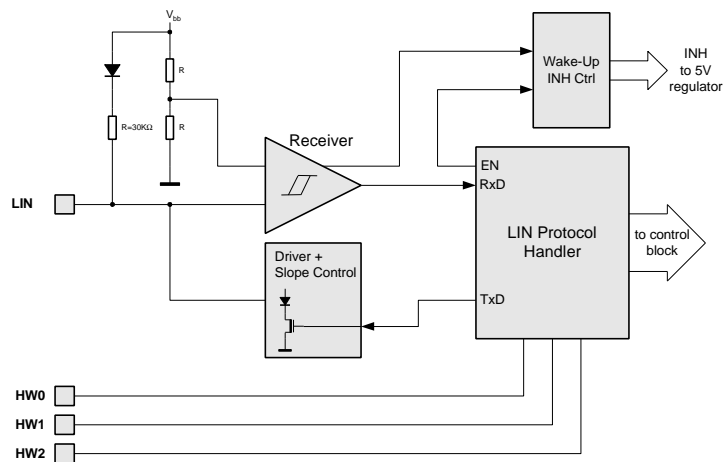 Vbb
R
R=30KΩ
R
Receiver
Wake-Up
INH Ctrl
INH
to 5V
regulator
LIN
EN
RxD
LIN Protocol
Handler
to control
block
Driver +
Slope Control
TxD
HW0
HW1
HW2